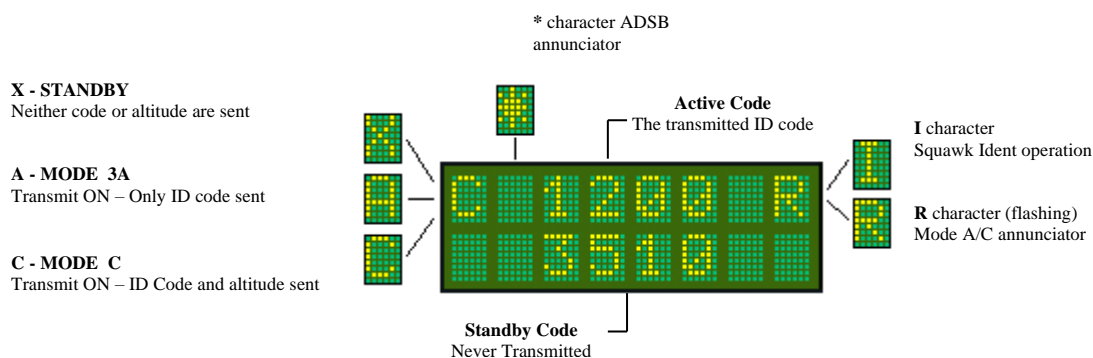 * character ADSB
annunciator
X - STANDBY
Neither code or altitude are sent
A - MODE 3A
Transmit ON – Only ID code sent
C - MODE C
Transmit ON – ID Code and altitude sent
*
X
A
C
Active Code
The transmitted ID code
C 1200 R
3510
I
R
I character
Squawk Ident operation
R character (flashing)
Mode A/C annunciator
Standby Code
Never Transmitted